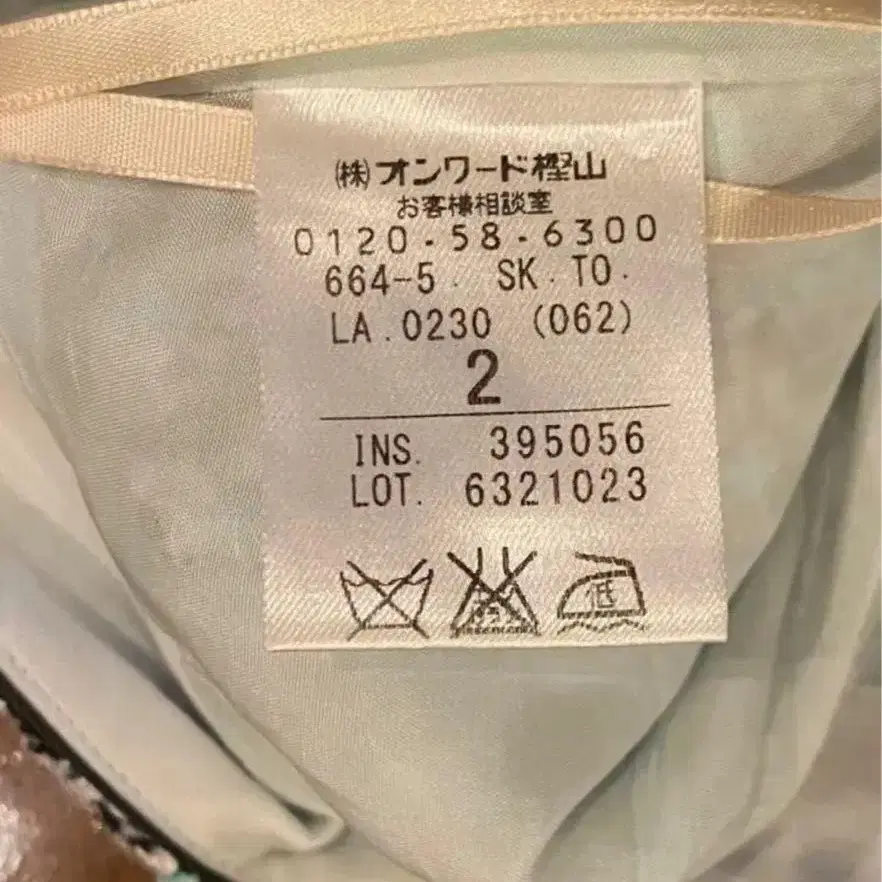 (株)オンワード樫山
お客様相談室
0120-58-6300
664-5. SK.TO.
LA.0230 (062)
2
INS. 395056
LOT. 6321023
低